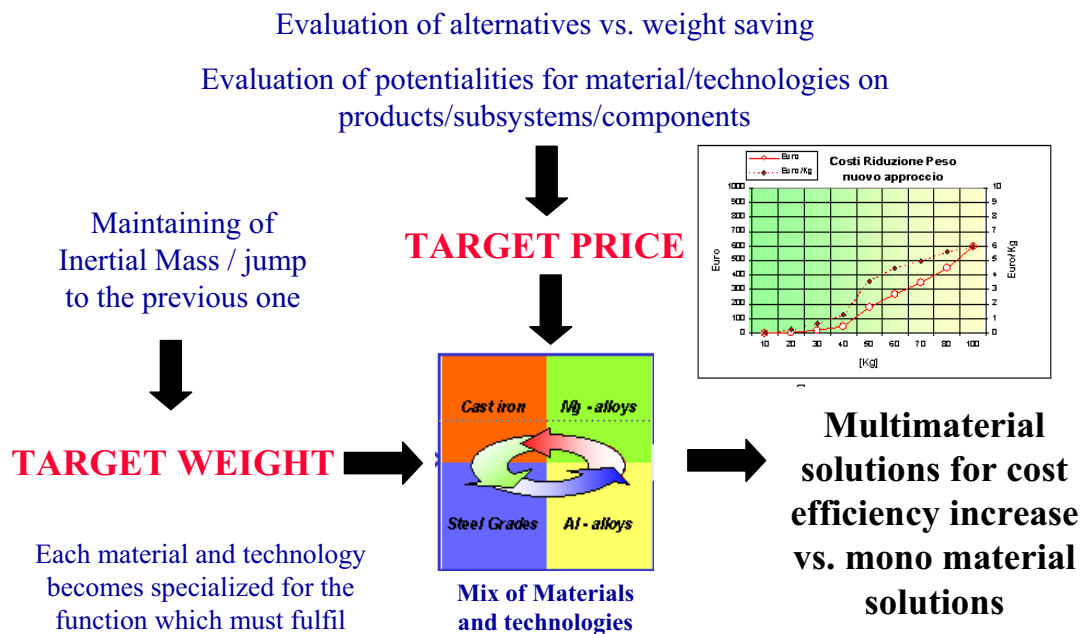 Evaluation of alternatives vs. weight saving
Evaluation of potentialities for material/technologies on
products/subsystems/components
Maintaining of
Inertial Mass / jump
to the previous one
TARGET PRICE
Euro
Euro/Kg
Costi Riduzione Peso
nuovo approccio
1000
900
800
700
600
500
400
300
200
100
0
Euro
10
9
8
7
6
5
4
3
2
1
0
Euro/Kg
10 20 30 40 50 60 70 80 100
[Kg]
TARGET WEIGHT
Cast iron
Mg - alloys
Steel Grades
Al - alloys
Mix of Materials
and technologies
Multimaterial
solutions for cost
efficiency increase
vs. mono material
solutions
Each material and technology
becomes specialized for the
function which must fulfil